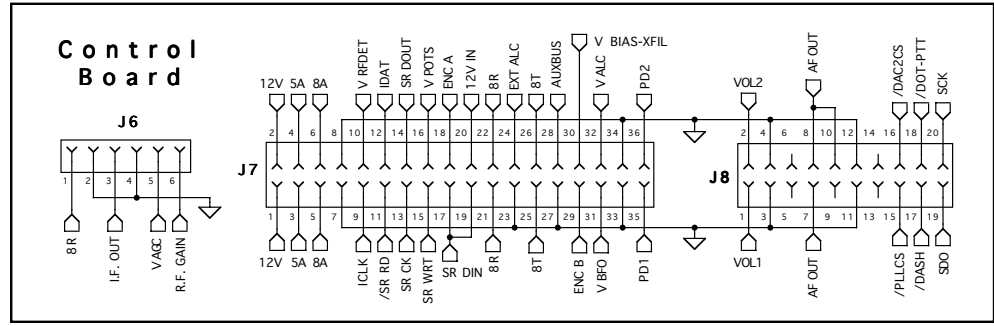 Control
Board
J6
1 2 3 4 5 6
8R
I.F. OUT
V AGC
R.F. GAIN
12V 5A 8A
V RFDET
IDAT
SR DOUT
V POTS
ENC A
12V IN
8R
EXT ALC
8T
AUXBUS
V BIAS-XFIL
V ALC
PD2
2 4 6 8 10 12 14 16 18 20 22 24 26 28 30 32 34 36
J7
1 3 5 7 9 11 13 15 17 19 21 23 25 27 29 31 33 35
12V 5A 8A
ICLK
/SR RD
SR CK
SR WRT
SR DIN
8R
8T
ENC B
V BFO
PD1
VOL2
AF OUT
/DAC2CS
/DOT-PTT
SCK
2 4 6 8 10 12 14 16 18 20
J8
1 3 5 7 9 11 13 15 17 19
VOL1
AF OUT
/PLLCS
/DASH
SDO